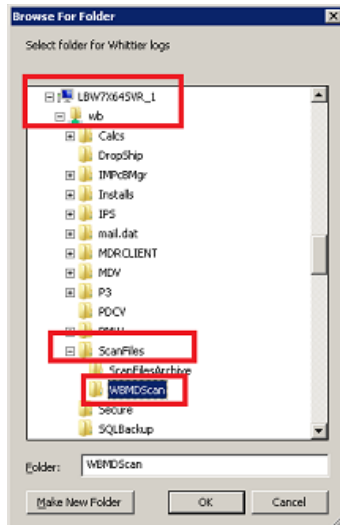 Browse For Folder
Select folder for Whittier logs
LBW7X64SVR_1
wb
Calcs
DropShip
IMPcBMgr
Installs
IPS
mail.dat
MDRCLIENT
MDV
P3
PDCV
ScanFiles
ScanFilesArchive
WBMDScan
Secure
SQLBackup
Folder: WBMDScan
Make New Folder OK Cancel